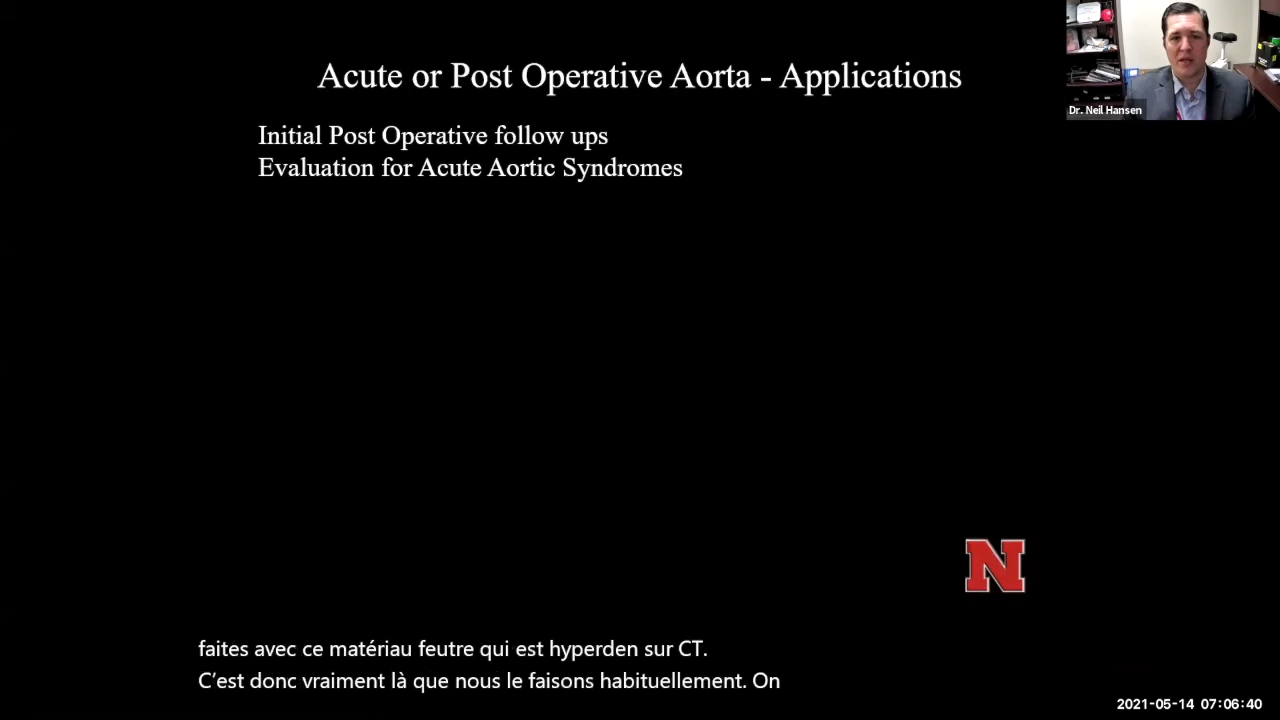 Acute or Post Operative Aorta - Applications
Dr. Neil Hansen
Initial Post Operative follow ups
Evaluation for Acute Aortic Syndromes
N
faites avec ce matériau feutre qui est hyperden sur CT.
C’est donc vraiment là que nous le faisons habituellement. On
2021-05-14 07:06:40